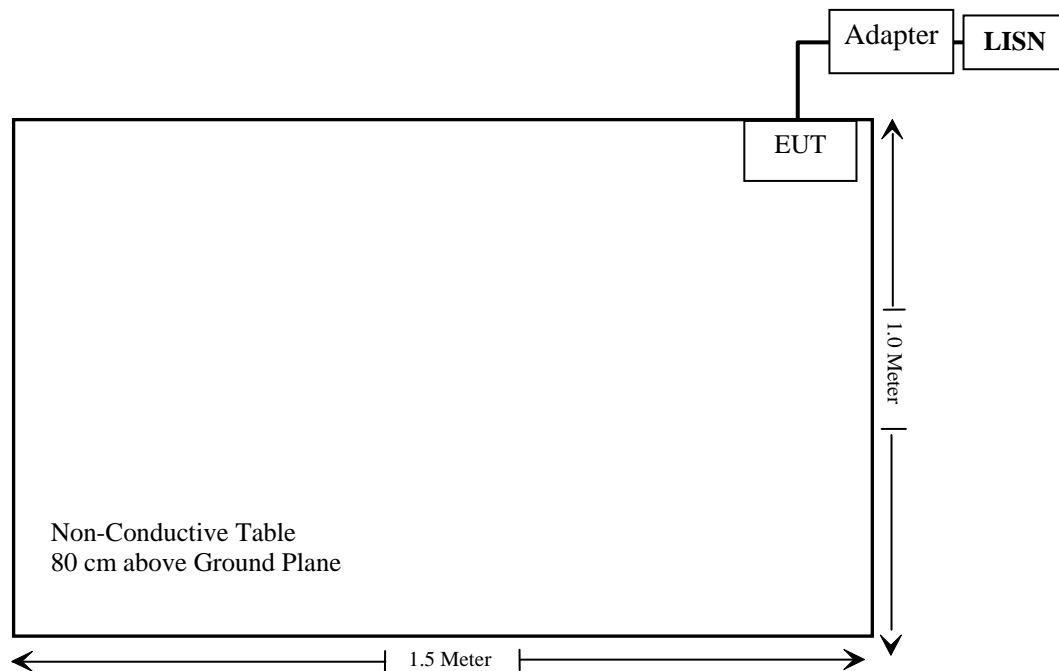 Adapter
LISN
EUT
1.0 Meter
Non-Conductive Table
80 cm above Ground Plane
1.5 Meter